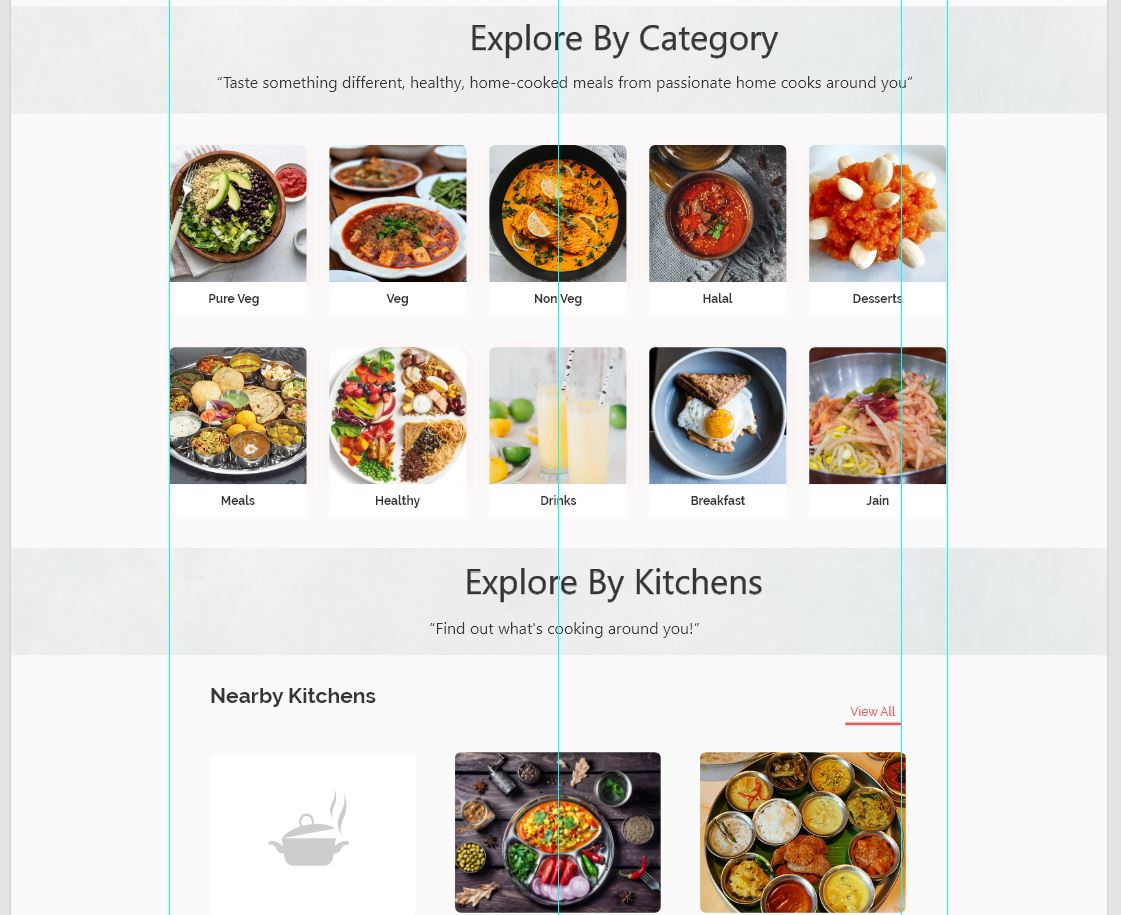 Explore By Category
“Taste something different, healthy, home-cooked meals from passionate home cooks around you”
Pure Veg
Veg
Non Veg
Halal
Desserts
Meals
Healthy
Drinks
Breakfast
Jain
Explore By Kitchens
“Find out what's cooking around you!”
Nearby Kitchens
View All